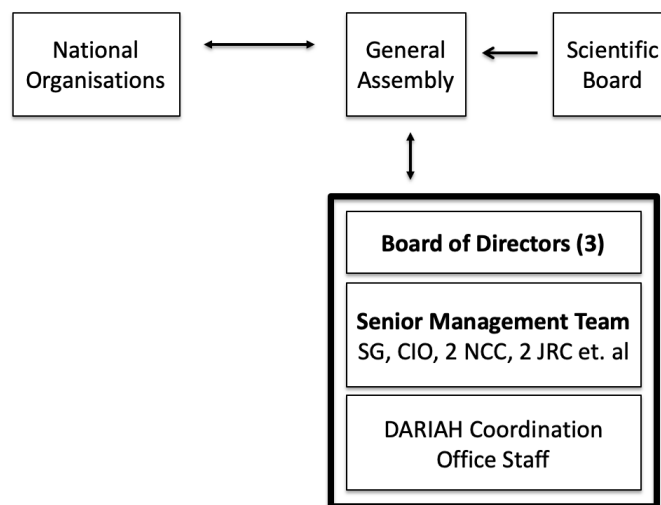 National
Organisations
General
Assembly
Scientific
Board
Board of Directors (3)
Senior Management Team
SG, CIO, 2 NCC, 2 JRC et. al
DARIAH Coordination
Office Staff